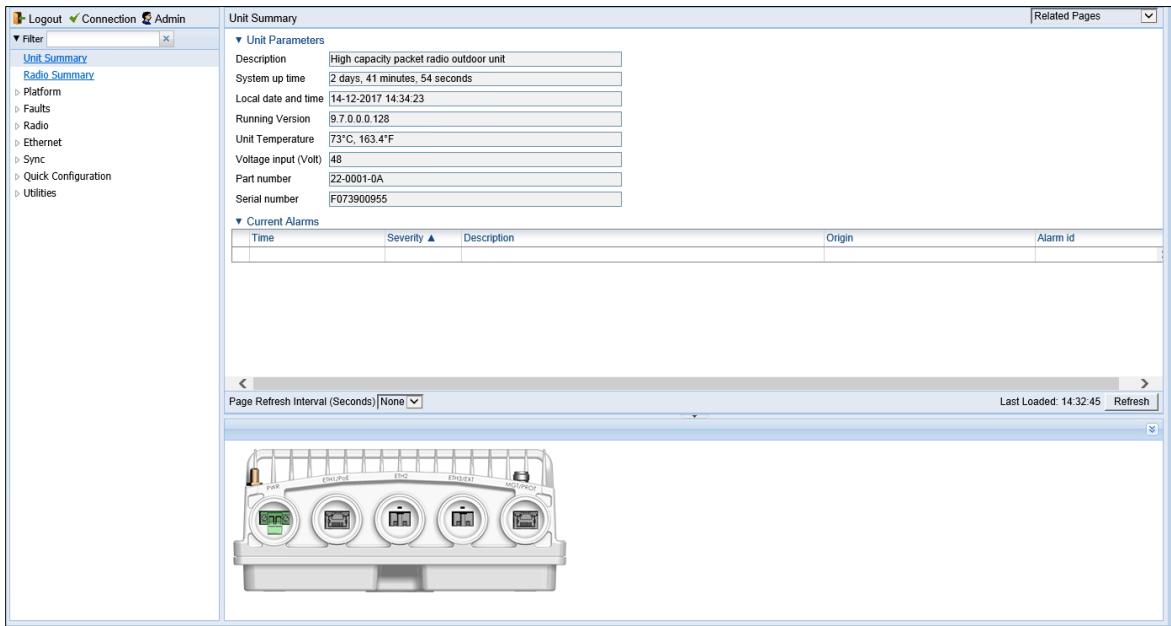 Logout Connection Admin
Filter
Unit Summary
Radio Summary
Platform
Faults
Radio
Ethernet
Sync
Quick Configuration
Utilities
Unit Summary Related Pages
Unit Parameters
Description High capacity packet radio outdoor unit
System up time 2 days, 41 minutes, 54 seconds
Local date and time 14-12-2017 14:34:23
Running Version 9.7.0.0.0.128
Unit Temperature 73°C, 163.4°F
Voltage input (Volt) 48
Part number 22-0001-0A
Serial number F073900955
Current Alarms
Time Severity ▲ Description Origin Alarm id
Page Refresh Interval (Seconds) None Last Loaded: 14:32:45 Refresh
PWR ETH1/PoE ETH2 ETH3/EXT MGT/PROT